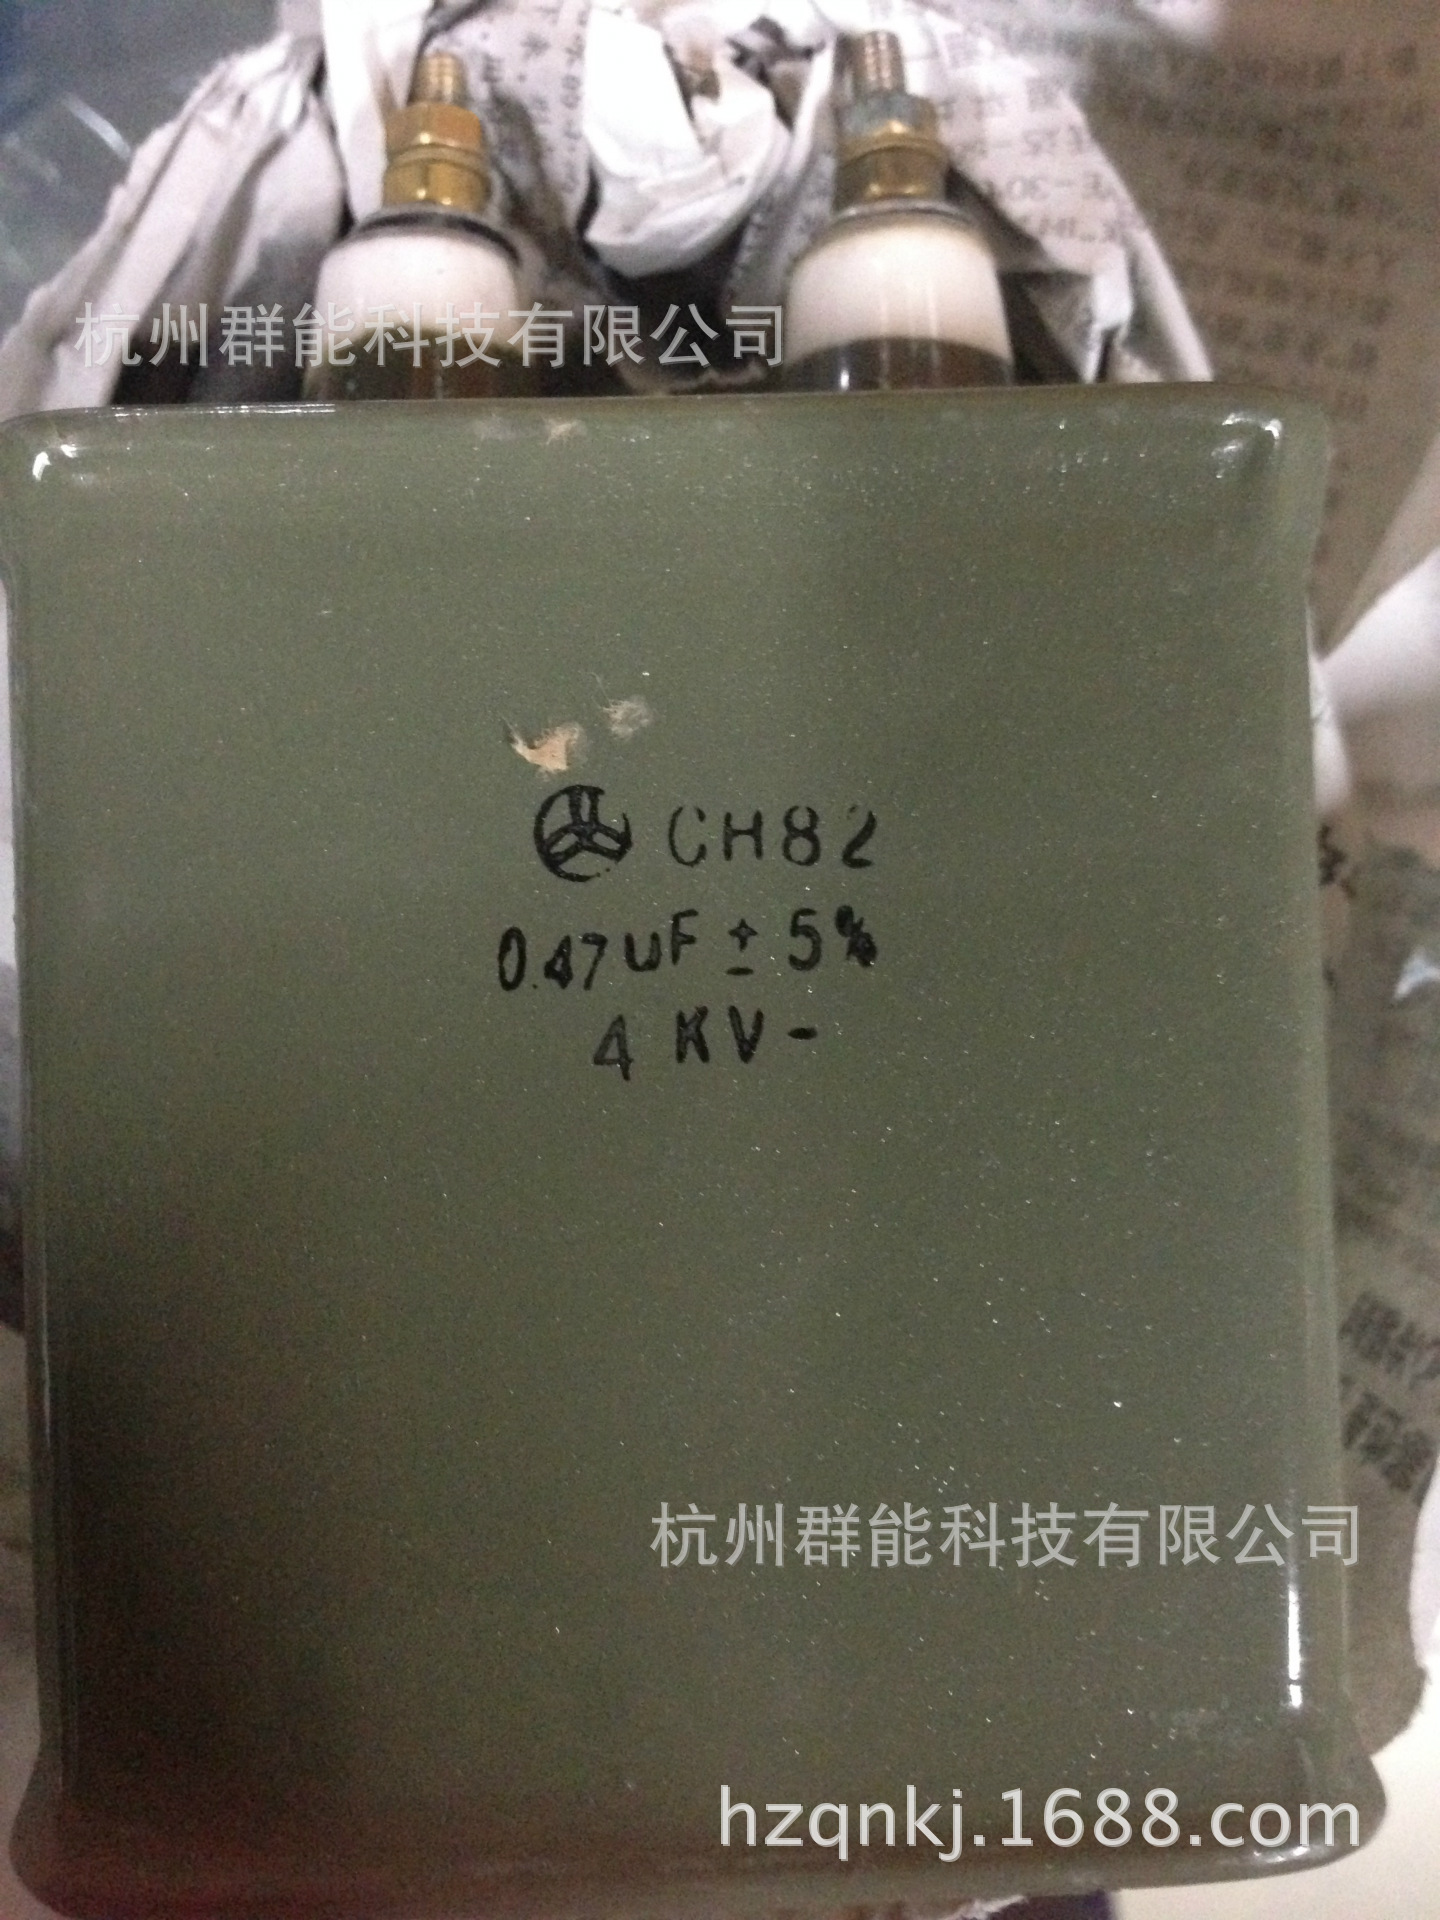 杭州群能科技有限公司
CH82
0.47uF ± 5%
4 KV-
杭州群能科技有限公司
hzqnkj.1688.com